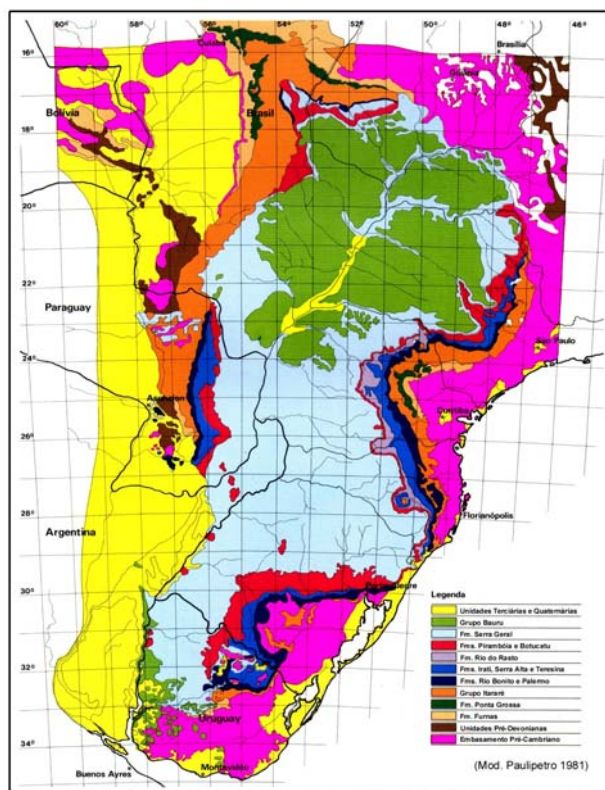 60° 58° 56° 54° 52° 50° 48° 46°
Cuiabá
Brasília
16°
Goiânia
Bolívia
Brasil
18°
20°
22°
Paraguay
24°
São Paulo
Asunción
Curitiba
26°
28°
Florianópolis
Argentina
30°
Porto Alegre
32°
Uruguay
34°
Buenos Ayres
Montevidéo
Legenda
Unidades Terciárias e Quaternárias
Grupo Bauru
Fm. Serra Geral
Fms. Pirambóia e Botucatu
Fm. Rio do Rasto
Fms. Irati, Serra Alta e Teresina
Fms. Rio Bonito e Palermo
Grupo Itararé
Fm. Ponta Grossa
Fm. Furnas
Unidades Pré-Devonianas
Embasamento Pré-Cambriano
(Mod. Paulipetro 1981)